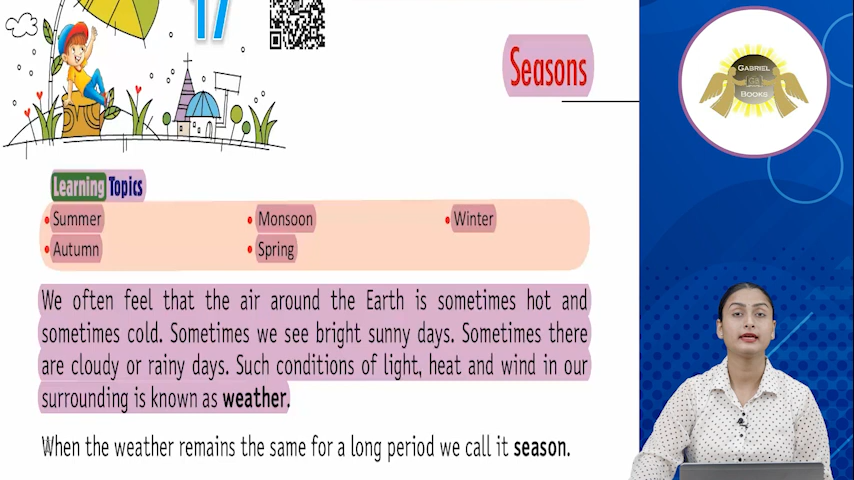 17
Seasons
GABRIEL
BOOKS
Learning Topics
• Summer • Monsoon • Winter
• Autumn • Spring
We often feel that the air around the Earth is sometimes hot and
sometimes cold. Sometimes we see bright sunny days. Sometimes there
are cloudy or rainy days. Such conditions of light, heat and wind in our
surrounding is known as weather.
When the weather remains the same for a long period we call it season.